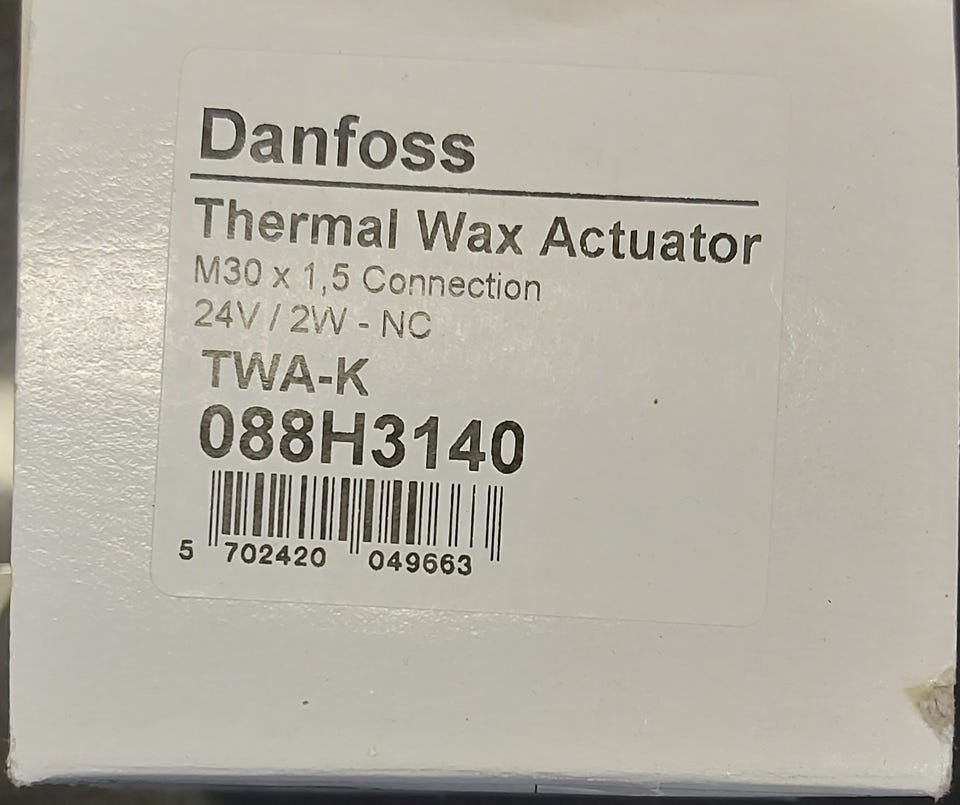 Danfoss
Thermal Wax Actuator
M30 x 1,5 Connection
24V / 2W - NC
TWA-K
088H3140
5 702420 049663